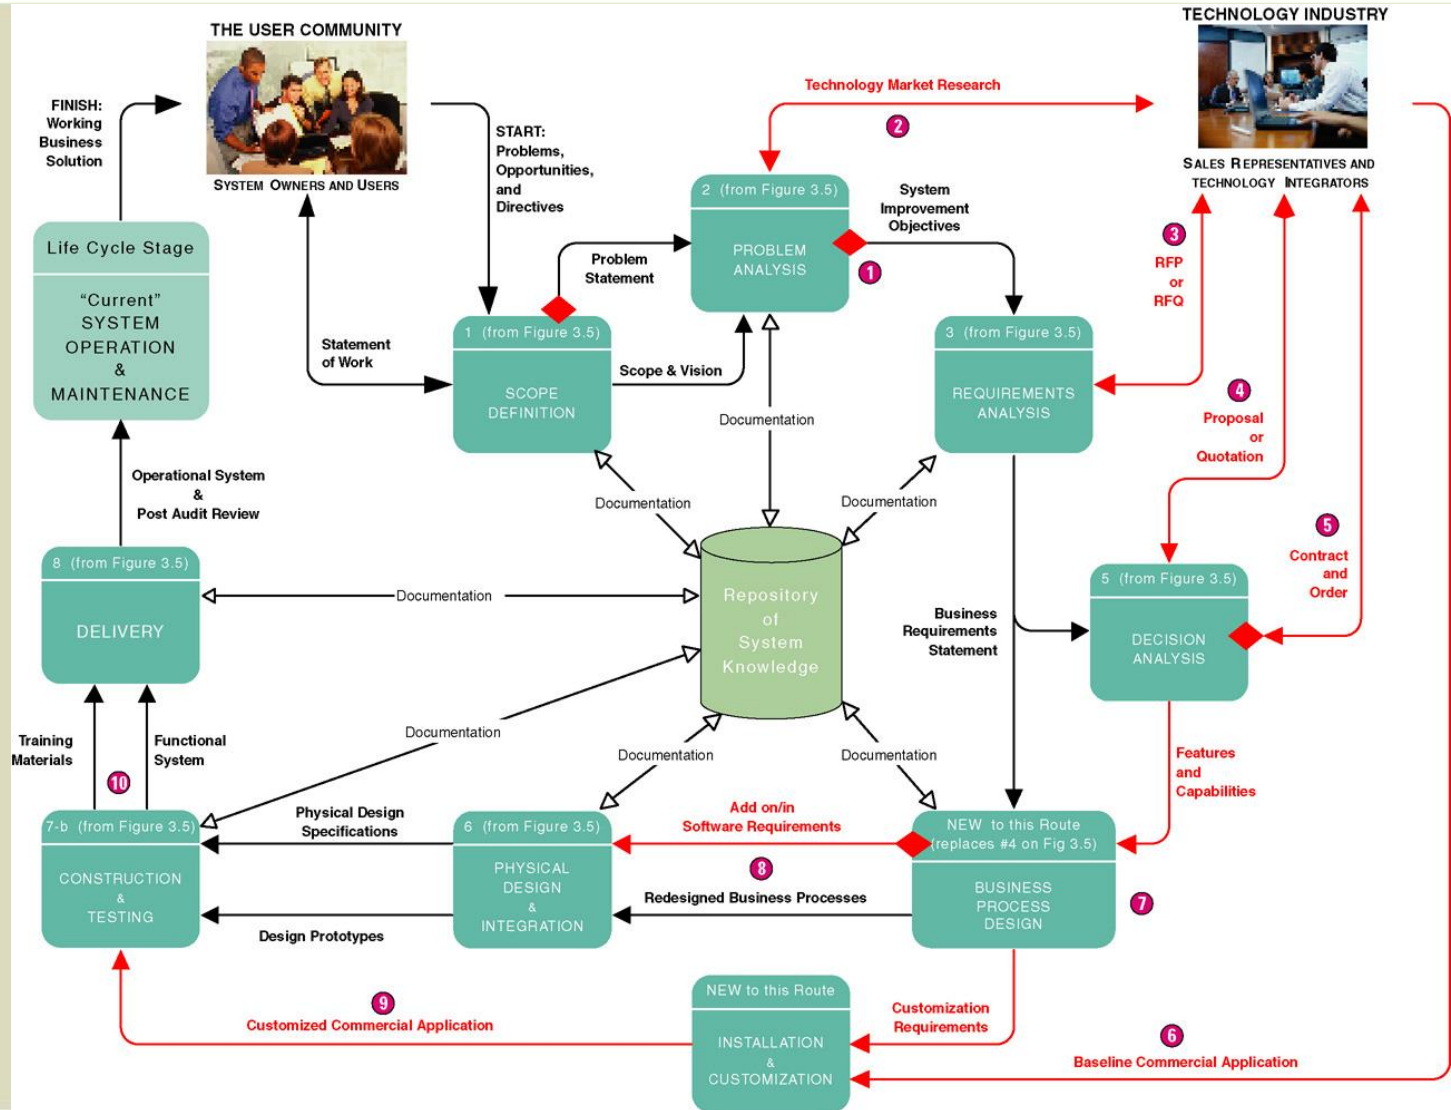 THE USER COMMUNITY
SYSTEM OWNERS AND USERS
TECHNOLOGY INDUSTRY
SALES REPRESENTATIVES AND
TECHNOLOGY INTEGRATORS
FINISH:
Working
Business
Solution
START:
Problems,
Opportunities,
and
Directives
Technology Market Research
2
Life Cycle Stage
"Current"
SYSTEM
OPERATION
&
MAINTENANCE
Statement
of Work
Problem
Statement
2 (from Figure 3.5)
PROBLEM
ANALYSIS
1
System
Improvement
Objectives
3
RFP
or
RFQ
1 (from Figure 3.5)
SCOPE
DEFINITION
Scope & Vision
3 (from Figure 3.5)
REQUIREMENTS
ANALYSIS
4
Proposal
or
Quotation
Documentation
Documentation
Documentation
Operational System
&
Post Audit Review
5
Contract
and
Order
8 (from Figure 3.5)
DELIVERY
Documentation
Repository
of
System
Knowledge
Business
Requirements
Statement
5 (from Figure 3.5)
DECISION
ANALYSIS
Training
Materials
Functional
System
10
Documentation
Documentation
Documentation
Features
and
Capabilities
7-b (from Figure 3.5)
CONSTRUCTION
&
TESTING
Physical Design
Specifications
Design Prototypes
6 (from Figure 3.5)
PHYSICAL
DESIGN
&
INTEGRATION
Add on/in
Software Requirements
8
Redesigned Business Processes
NEW to this Route
(replaces #4 on Fig 3.5)
BUSINESS
PROCESS
DESIGN
7
9
Customized Commercial Application
NEW to this Route
INSTALLATION
&
CUSTOMIZATION
Customization
Requirements
6
Baseline Commercial Application